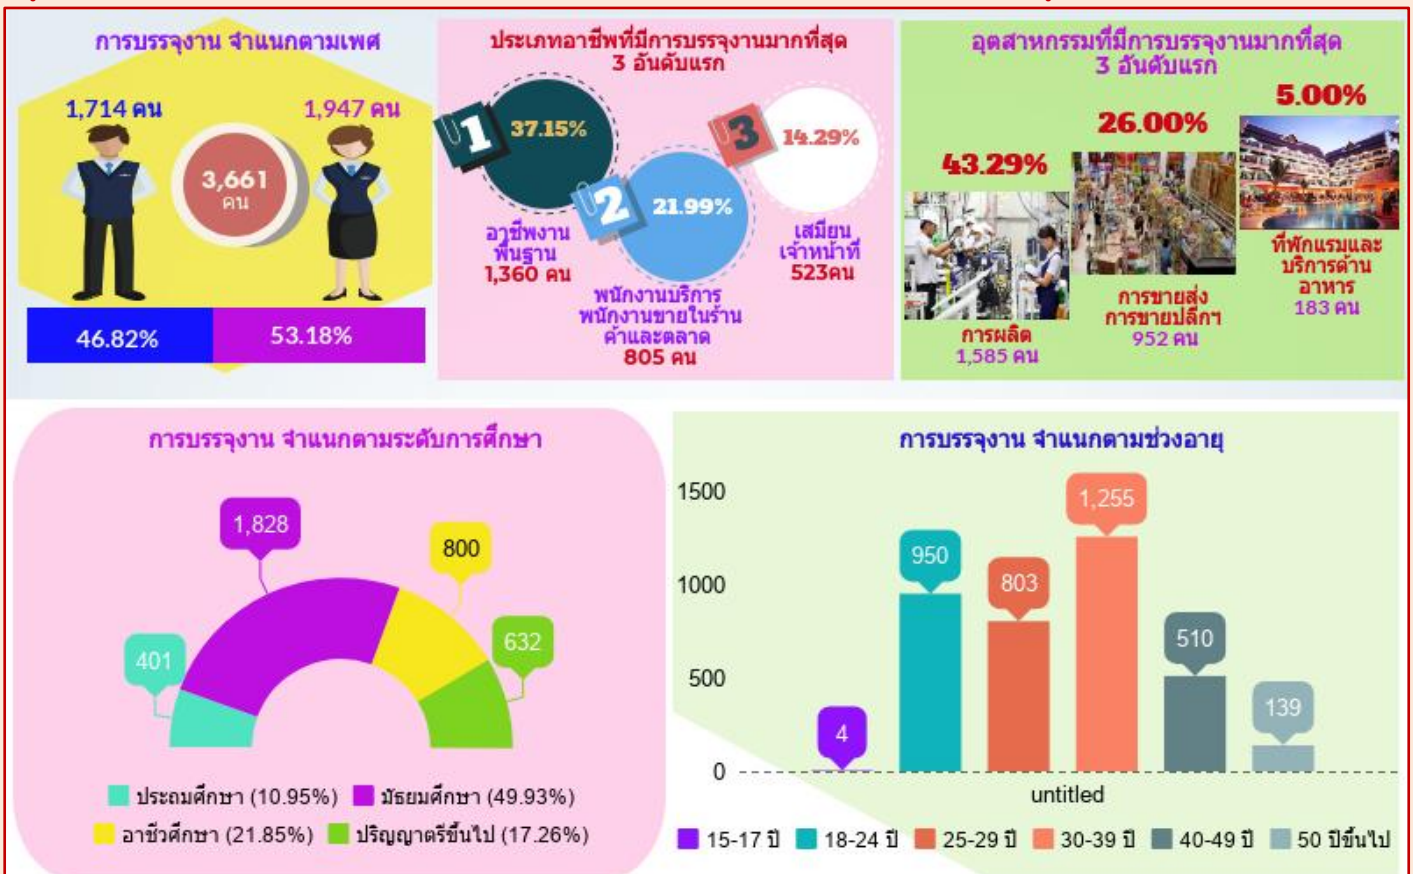 การบรรจุงาน จำแนกตามเพศ
1,714 คน
1,947 คน
3,661
คน
46.82%
53.18%
ประเภทอาชีพที่มีการบรรจุงานมากที่สุด
3 อันดับแรก
1
37.15%
อาชีพงาน
พื้นฐาน
1,360 คน
2
21.99%
พนักงานบริการ
พนักงานขายในร้าน
ค้าและตลาด
805 คน
3
14.29%
เสมียน
เจ้าหน้าที่
523คน
อุตสาหกรรมที่มีการบรรจุงานมากที่สุด
3 อันดับแรก
43.29%
การผลิต
1,585 คน
26.00%
การขายส่ง
การขายปลีกฯ
952 คน
5.00%
ที่พักแรมและ
บริการด้าน
อาหาร
183 คน
การบรรจุงาน จำแนกตามระดับการศึกษา
401
1,828
800
632
ประถมศึกษา (10.95%) มัธยมศึกษา (49.93%)
อาชีวศึกษา (21.85%) ปริญญาตรีขึ้นไป (17.26%)
การบรรจุงาน จำแนกตามช่วงอายุ
1500
1000
500
0
4
950
803
1,255
510
139
untitled
15-17 ปี 18-24 ปี 25-29 ปี 30-39 ปี 40-49 ปี 50 ปีขึ้นไป